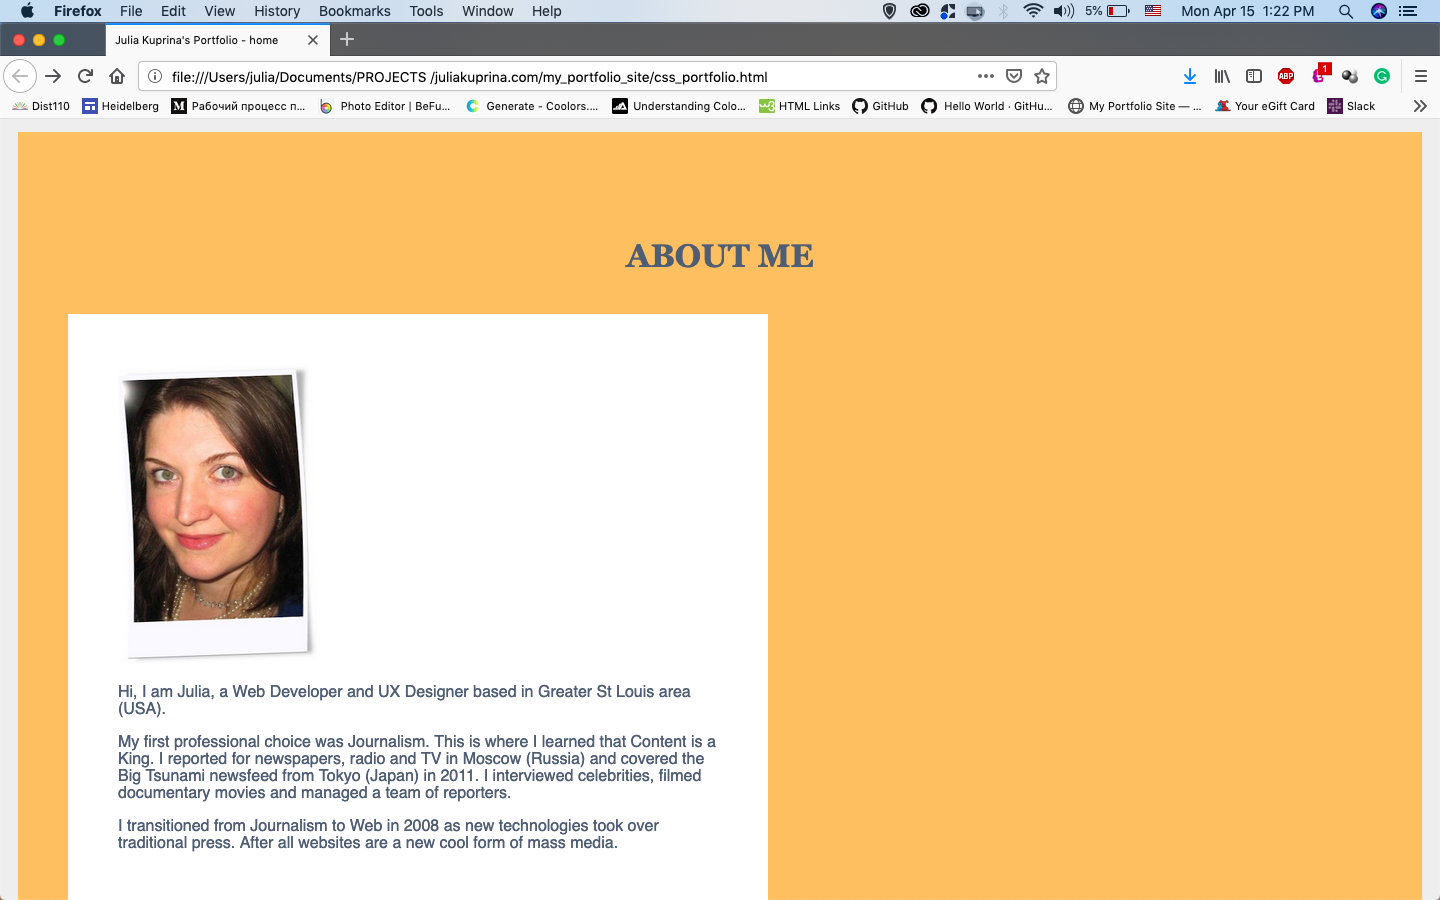 Firefox File Edit View History Bookmarks Tools Window Help 5% Mon Apr 15 1:22 PM
Julia Kuprina's Portfolio - home
file:///Users/julia/Documents/PROJECTS /juliakuprina.com/my_portfolio_site/css_portfolio.html ABP 1
Dist110 Heidelberg Рабочий процесс п... Photo Editor | BeFu... Generate - Coolors.... Understanding Colo... HTML Links GitHub Hello World · GitHu... My Portfolio Site — ... Your eGift Card Slack
ABOUT ME
Hi, I am Julia, a Web Developer and UX Designer based in Greater St Louis area
(USA).
My first professional choice was Journalism. This is where I learned that Content is a
King. I reported for newspapers, radio and TV in Moscow (Russia) and covered the
Big Tsunami newsfeed from Tokyo (Japan) in 2011. I interviewed celebrities, filmed
documentary movies and managed a team of reporters.
I transitioned from Journalism to Web in 2008 as new technologies took over
traditional press. After all websites are a new cool form of mass media.